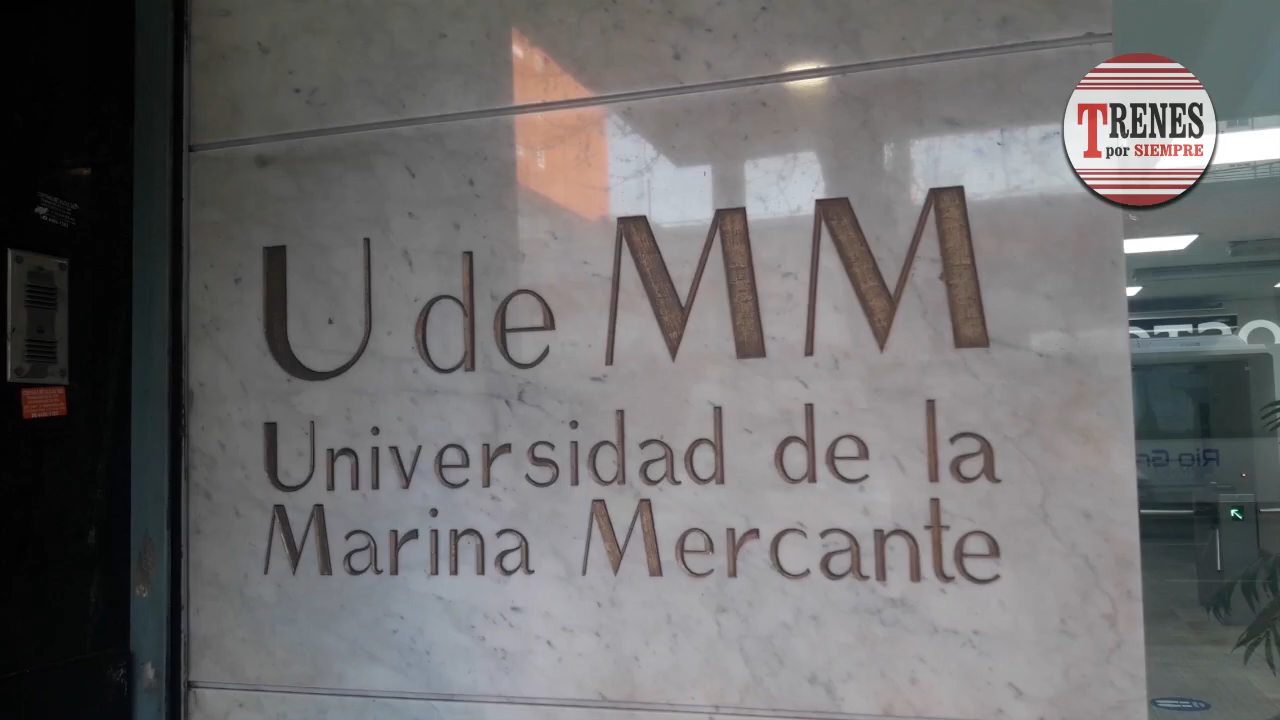 TRENES
por SIEMPRE
U de MM
Universidad de la
Marina Mercante